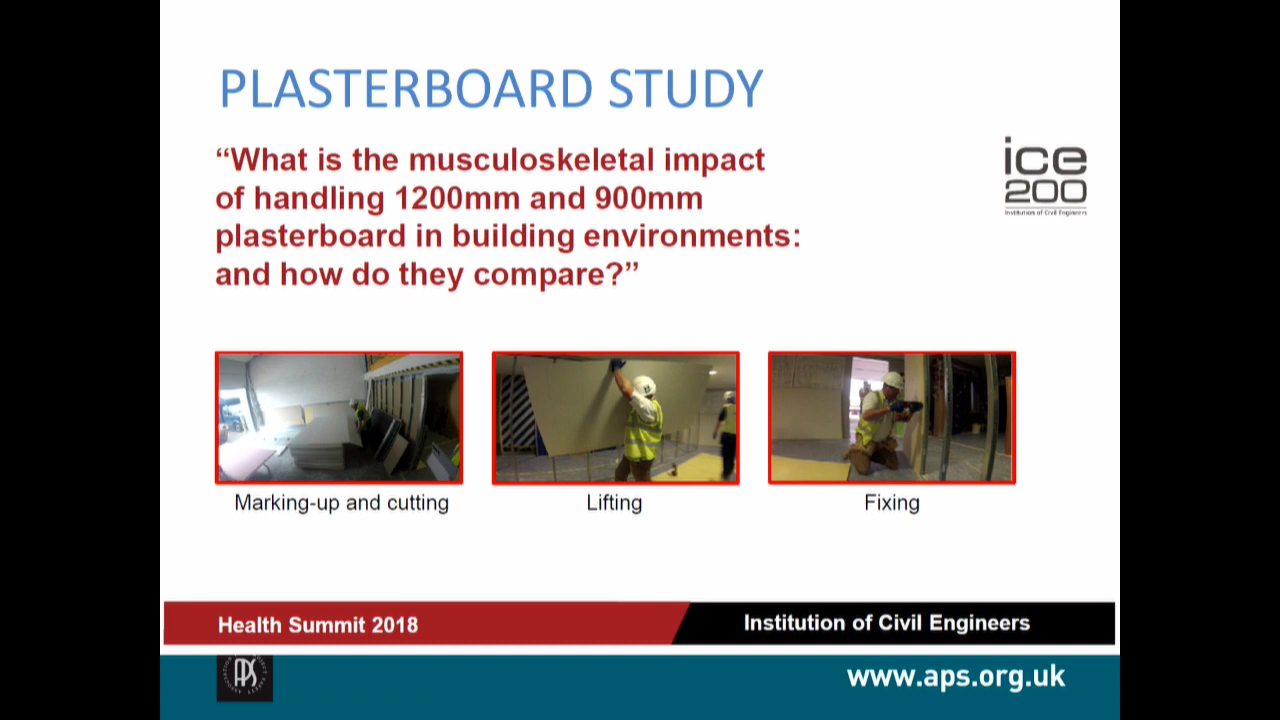 PLASTERBOARD STUDY
“What is the musculoskeletal impact
of handling 1200mm and 900mm
plasterboard in building environments:
and how do they compare?”
ice
200
Institution of Civil Engineers
Marking-up and cutting
Lifting
Fixing
Health Summit 2018
Institution of Civil Engineers
APS
www.aps.org.uk